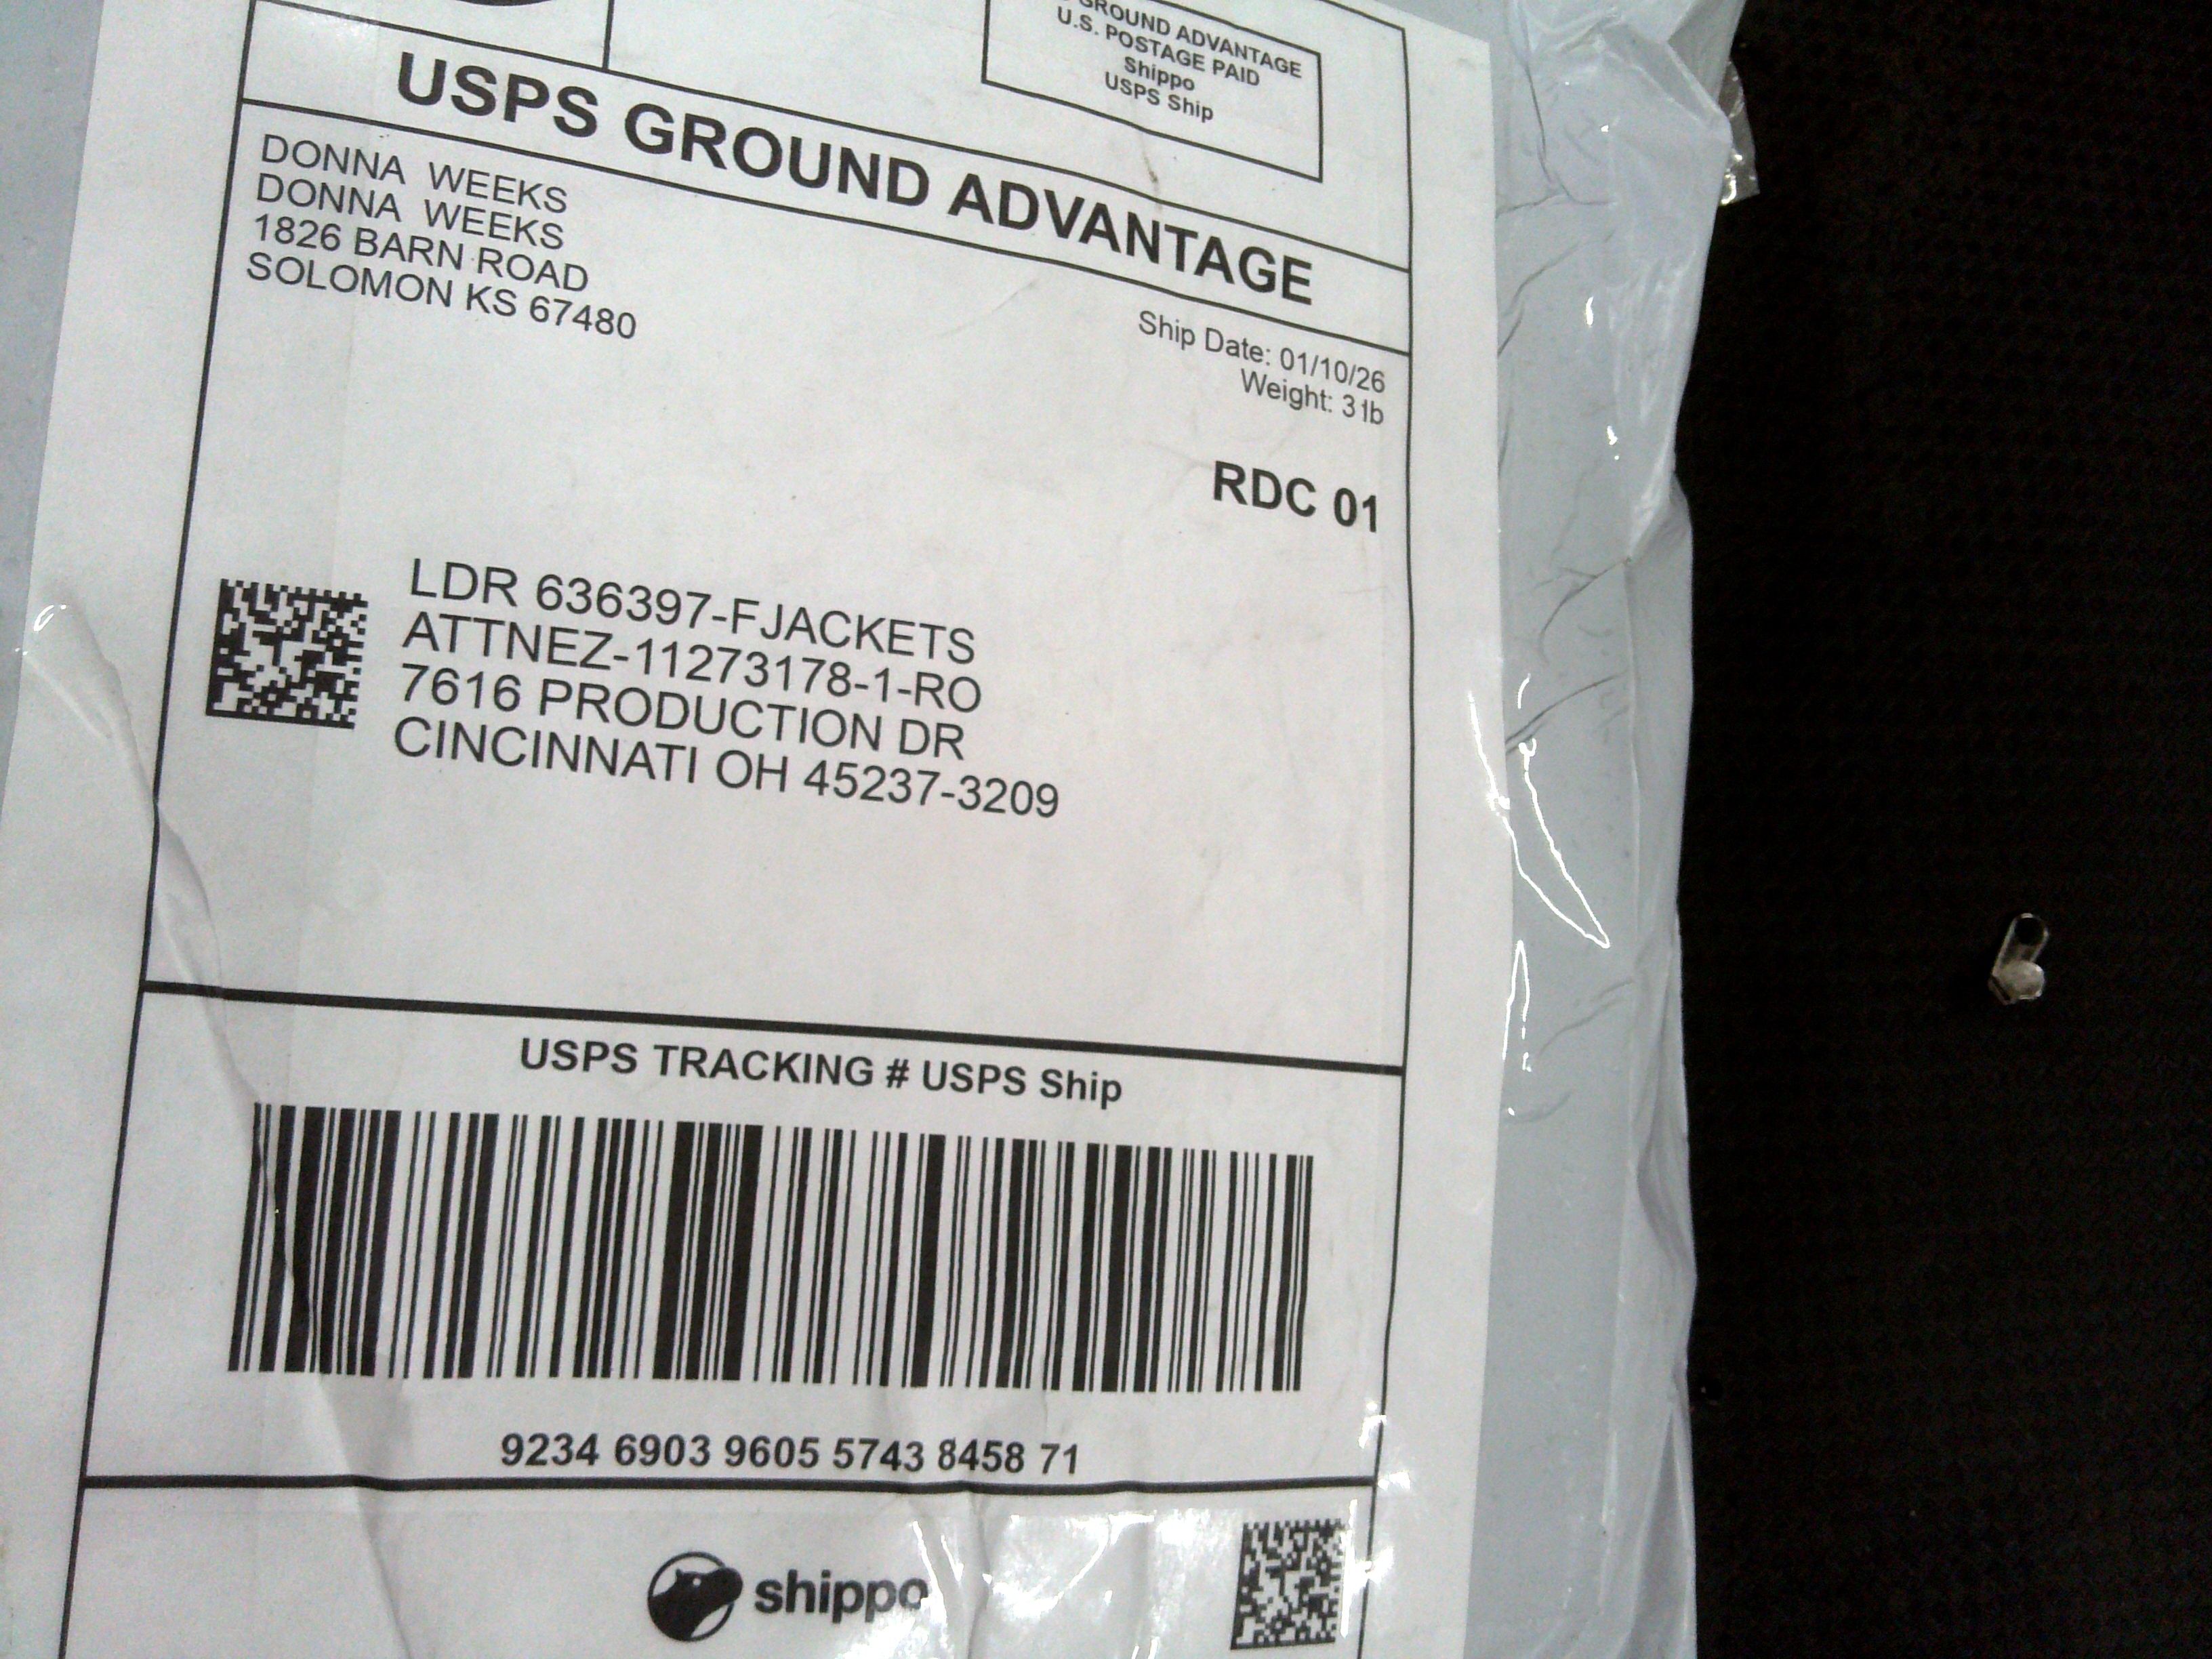 GROUND ADVANTAGE
U.S. POSTAGE PAID
Shippo
USPS Ship
USPS GROUND ADVANTAGE
DONNA WEEKS
DONNA WEEKS
1826 BARN ROAD
SOLOMON KS 67480
Ship Date: 01/10/26
Weight: 3 lb
RDC 01
LDR 636397-FJACKETS
ATTNEZ-11273178-1-RO
7616 PRODUCTION DR
CINCINNATI OH 45237-3209
USPS TRACKING # USPS Ship
9234 6903 9605 5743 8458 71
shippo